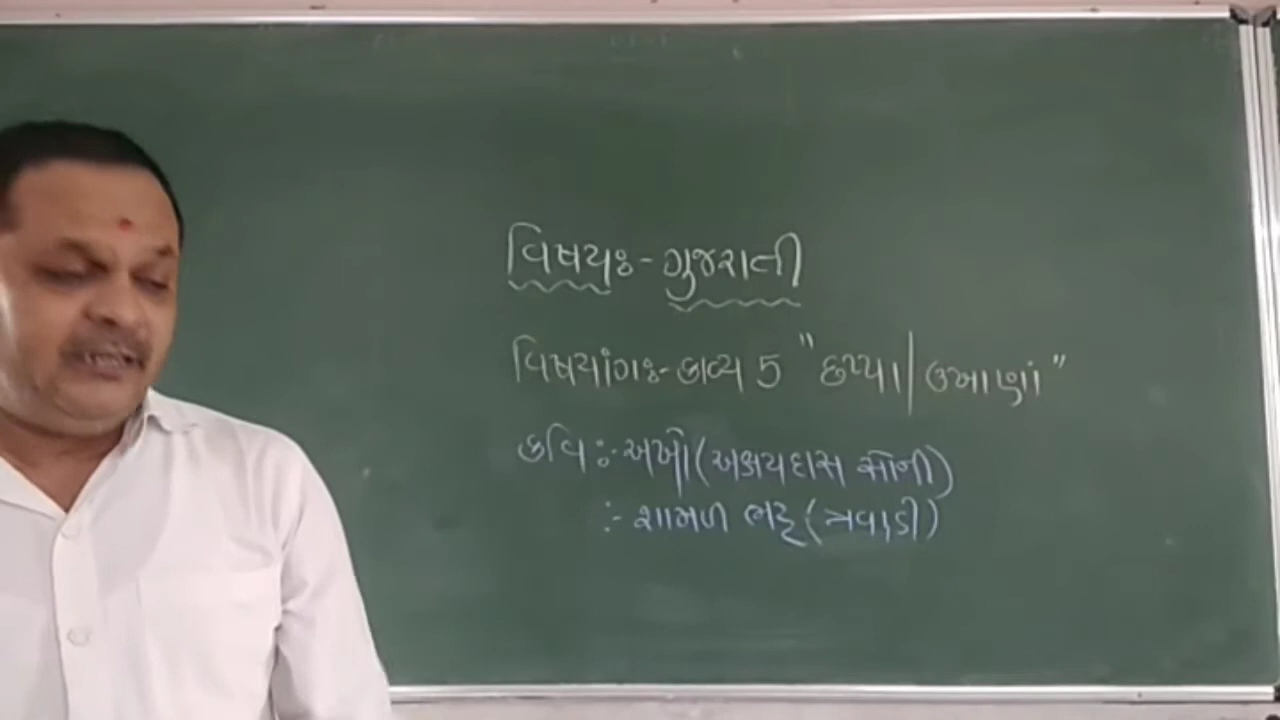 વિષયઃ- ગુજરાતી
વિષયાંગઃ- કાવ્ય 5 "છપ્પા/ઉખાણાં"
કવિ ઃ- અખો (અક્ષયદાસ સોની)
ઃ- શામળ ભટ્ટ (ત્રવાડી)